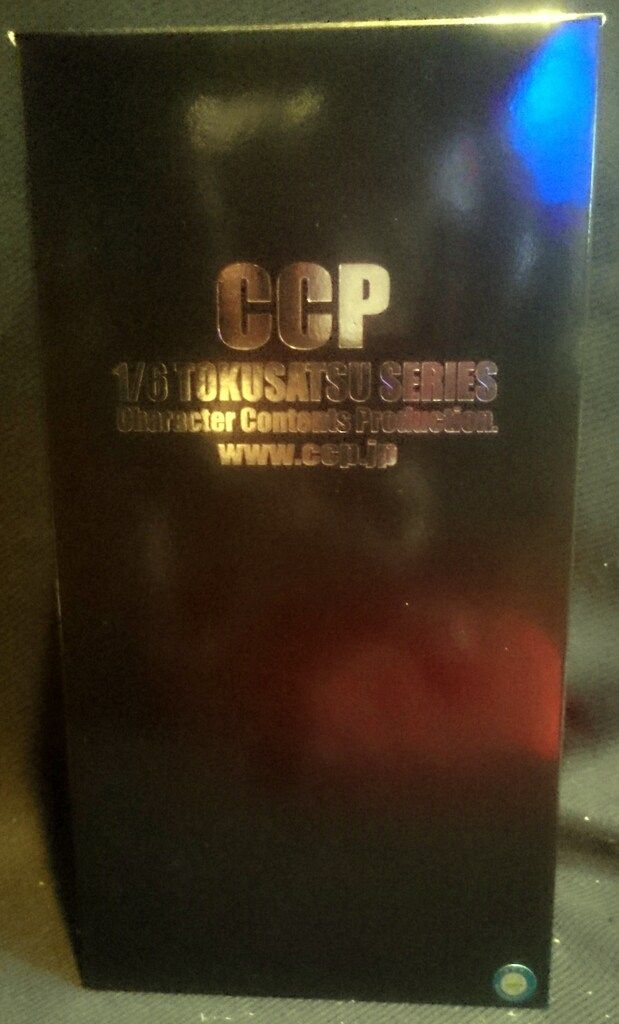 CCP
1/6 TOKUSATSU SERIES
Character Contents Production.
www.ccp.jp